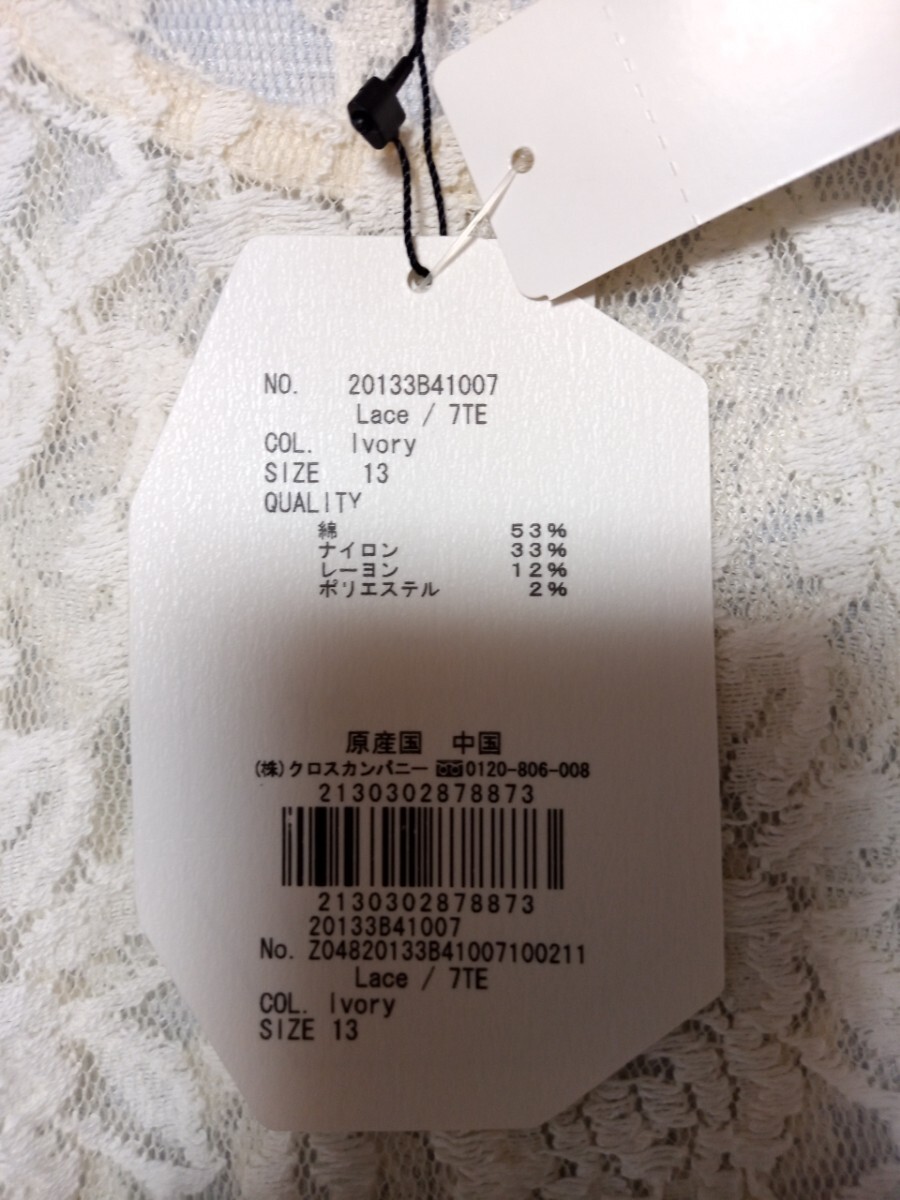 NO. 20133B41007
Lace / 7TE
COL. Ivory
SIZE 13
QUALITY
綿 53%
ナイロン 33%
レーヨン 12%
ポリエステル 2%
原産国 中国
(株)クロスカンパニー 0120-806-008
2130302878873
2130302878873
20133B41007
No. Z04820133B41007100211
Lace / 7TE
COL. Ivory
SIZE 13